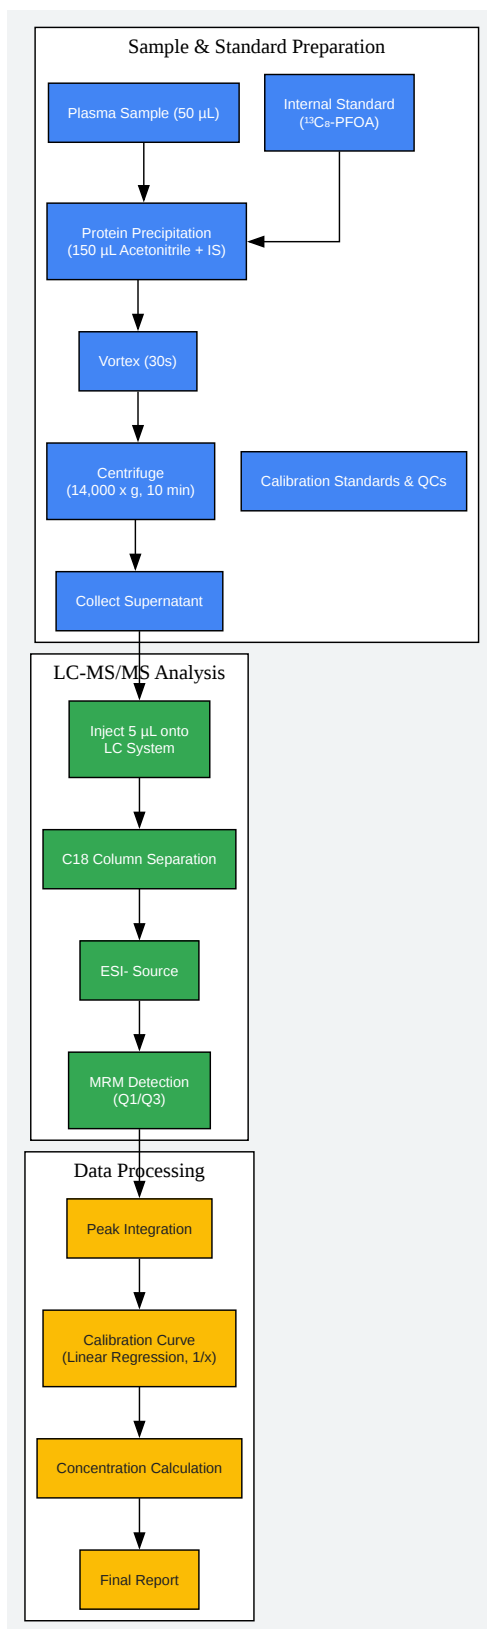 Sample & Standard Preparation
Plasma Sample (50 µL)
Internal Standard
(¹³C₈-PFOA)
Protein Precipitation
(150 µL Acetonitrile + IS)
Vortex (30s)
Centrifuge
(14,000 x g, 10 min)
Calibration Standards & QCs
Collect Supernatant
LC-MS/MS Analysis
Inject 5 µL onto
LC System
C18 Column Separation
ESI- Source
MRM Detection
(Q1/Q3)
Data Processing
Peak Integration
Calibration Curve
(Linear Regression, 1/x)
Concentration Calculation
Final Report